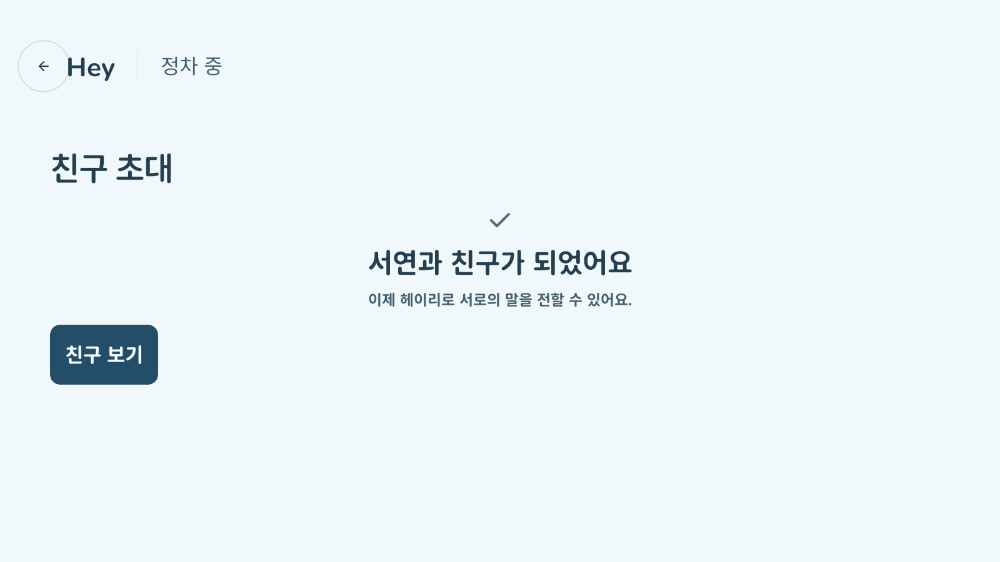 Hey
정차 중
친구 초대
서연과 친구가 되었어요
이제 헤이리로 서로의 말을 전할 수 있어요.
친구 보기